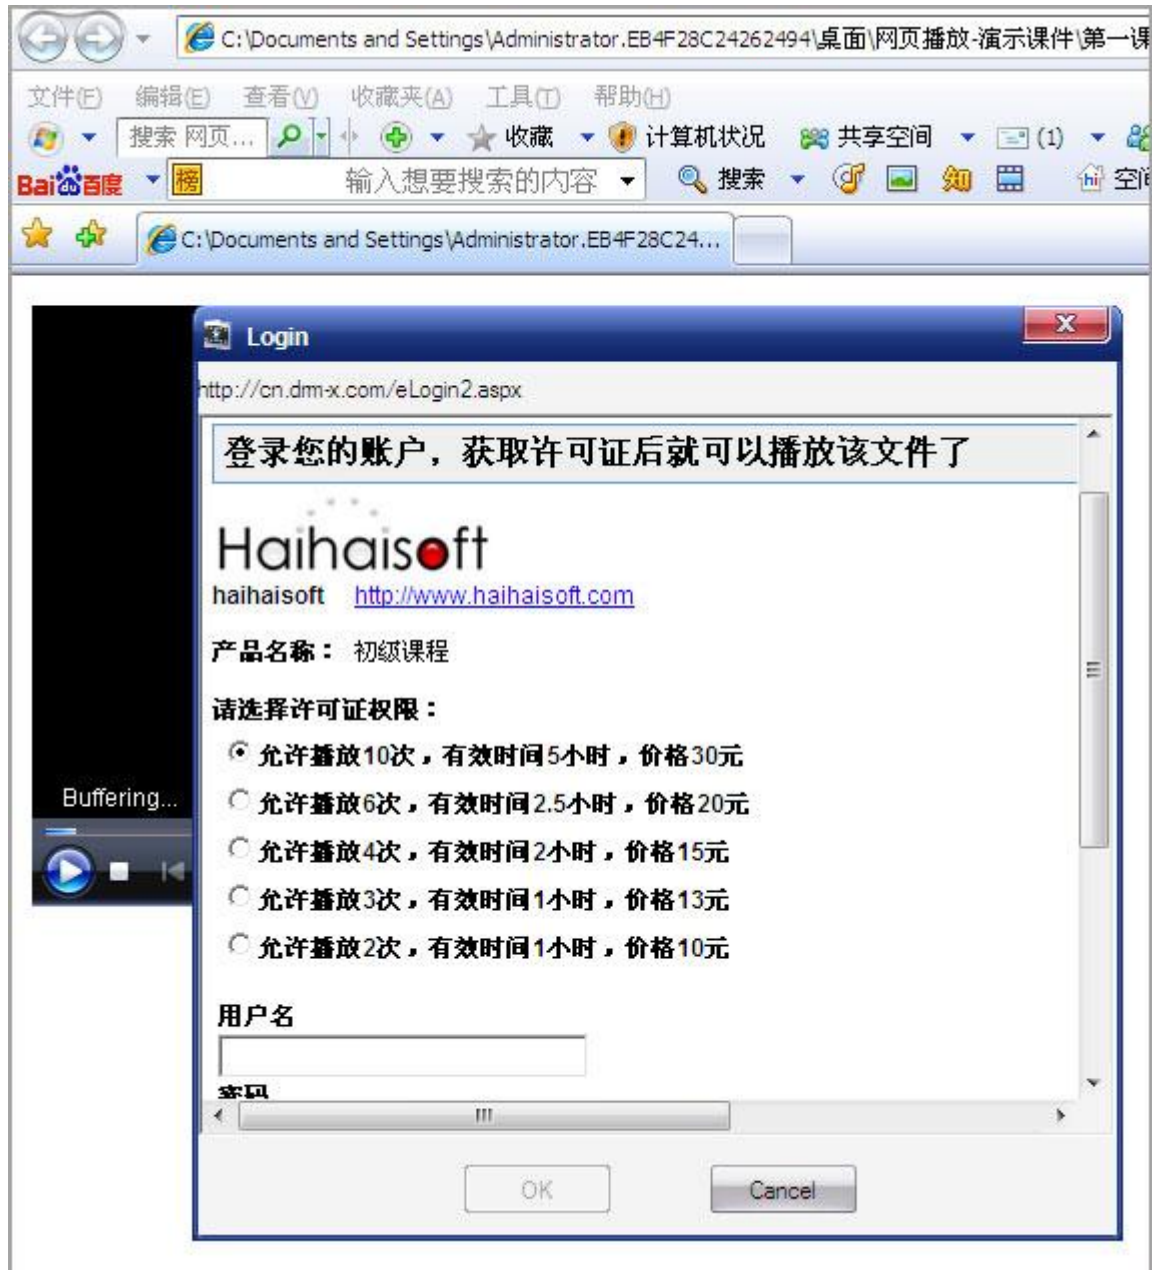 C:\Documents and Settings\Administrator.EB4F28C24262494\桌面\网页播放-演示课件\第一课
文件(F) 编辑(E) 查看(V) 收藏夹(A) 工具(T) 帮助(H)
搜索 网页... 收藏 计算机状况 共享空间 (1)
Bai百度 榜 输入想要搜索的内容 搜索 知 hi 空间
C:\Documents and Settings\Administrator.EB4F28C24...
Login
http://cn.drm-x.com/eLogin2.aspx
登录您的账户，获取许可证后就可以播放该文件了
Haihaisoft
haihaisoft http://www.haihaisoft.com
产品名称： 初级课程
请选择许可证权限：
允许播放10次，有效时间5小时，价格30元
允许播放6次，有效时间2.5小时，价格20元
Buffering...
允许播放4次，有效时间2小时，价格15元
允许播放3次，有效时间1小时，价格13元
允许播放2次，有效时间1小时，价格10元
用户名
密码
OK Cancel